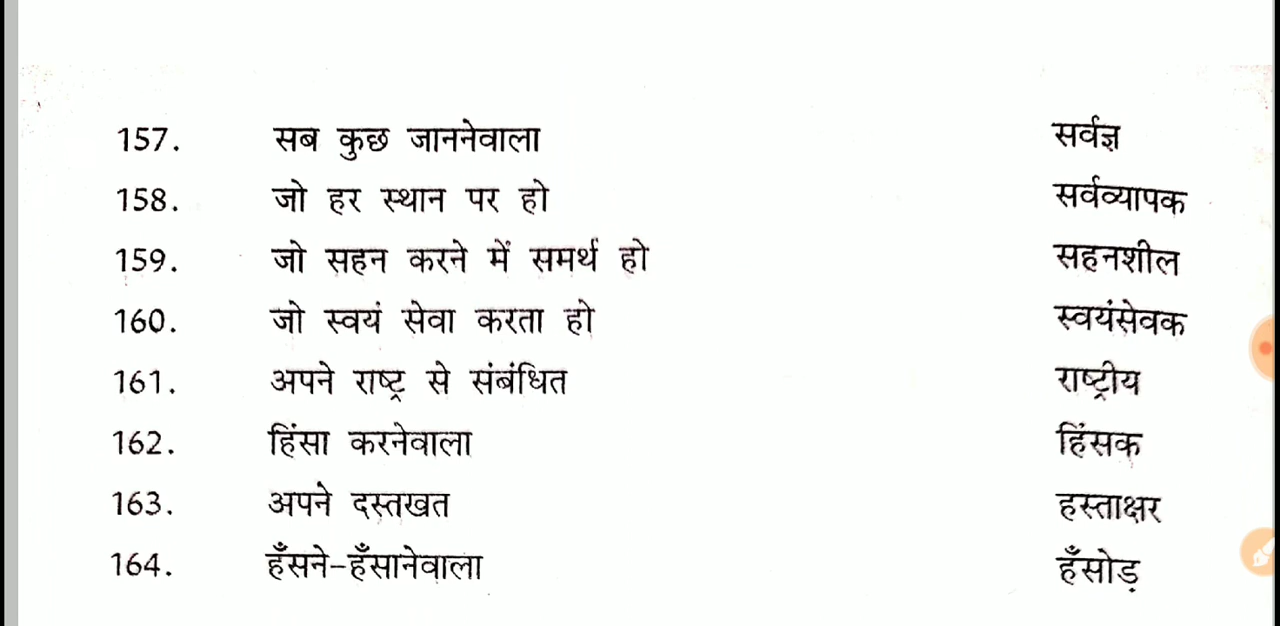 157. सब कुछ जाननेवाला सर्वज्ञ
158. जो हर स्थान पर हो सर्वव्यापक
159. जो सहन करने में समर्थ हो सहनशील
160. जो स्वयं सेवा करता हो स्वयंसेवक
161. अपने राष्ट्र से संबंधित राष्ट्रीय
162. हिंसा करनेवाला हिंसक
163. अपने दस्तखत हस्ताक्षर
164. हँसने-हँसानेवाला हँसोड़